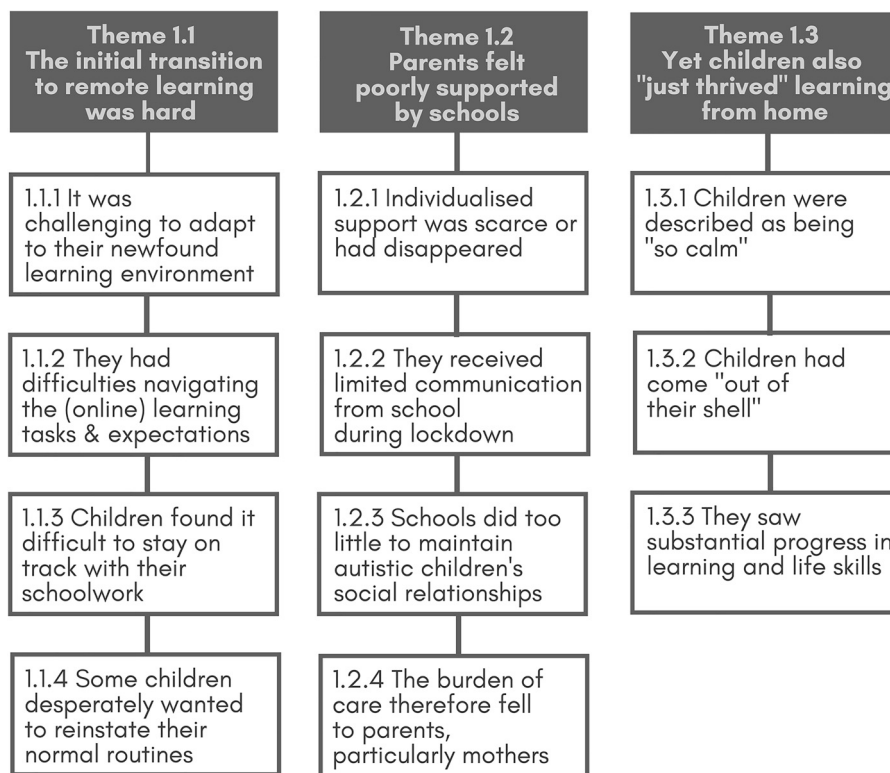 Theme 1.1
The initial transition
to remote learning
was hard
1.1.1 It was
challenging to adapt
to their newfound
learning environment
1.1.2 They had
difficulties navigating
the (online) learning
tasks & expectations
1.1.3 Children found it
difficult to stay on
track with their
schoolwork
1.1.4 Some children
desperately wanted
to reinstate their
normal routines
Theme 1.2
Parents felt
poorly supported
by schools
1.2.1 Individualised
support was scarce or
had disappeared
1.2.2 They received
limited communication
from school
during lockdown
1.2.3 Schools did too
little to maintain
autistic children's
social relationships
1.2.4 The burden of
care therefore fell
to parents,
particularly mothers
Theme 1.3
Yet children also
"just thrived" learning
from home
1.3.1 Children were
described as being
"so calm"
1.3.2 Children had
come "out of
their shell"
1.3.3 They saw
substantial progress in
learning and life skills